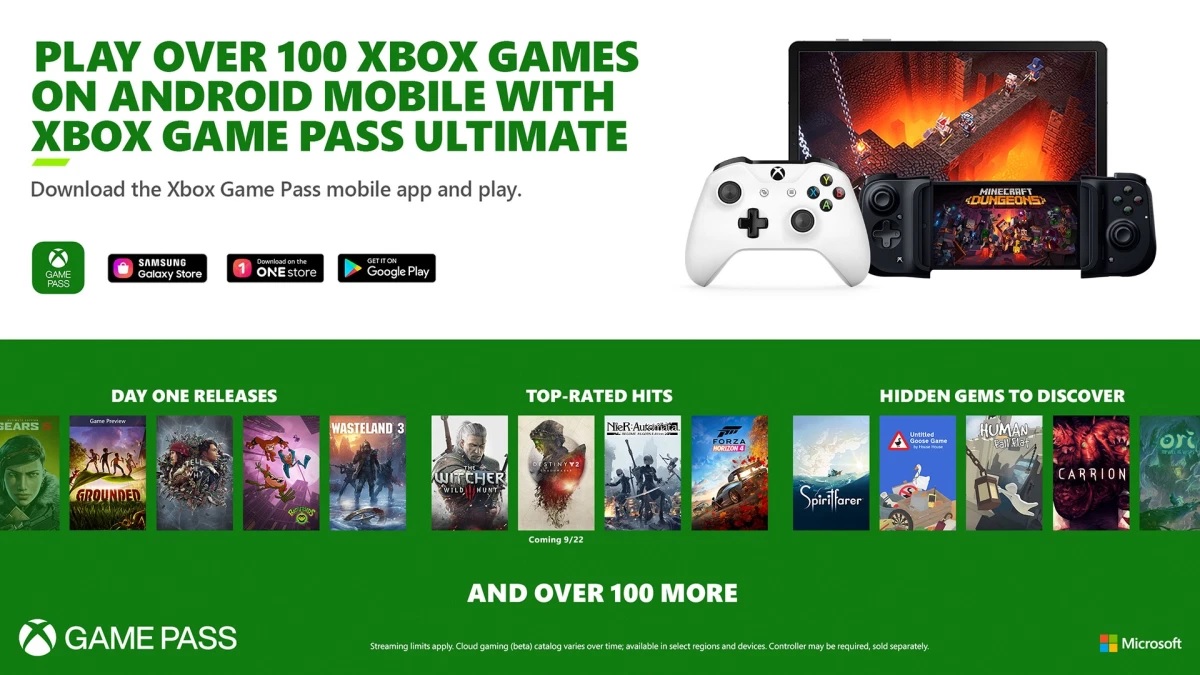 PLAY OVER 100 XBOX GAMES
ON ANDROID MOBILE WITH
XBOX GAME PASS ULTIMATE
Download the Xbox Game Pass mobile app and play.
GAME
PASS
SAMSUNG
Galaxy Store
Download on the
ONE store
GET IT ON
Google Play
Y
X
B
A
MINECRAFT
DUNGEONS
DAY ONE RELEASES
TOP-RATED HITS
HIDDEN GEMS TO DISCOVER
GEARS
Game Preview
GROUNDED
TELL
WASTELAND 3
THE
WITCHER
WILD HUNT
DESTINY 2
NieR:Automata
FORZA
HORIZON 4
Spiritfarer
Untitled
Goose Game
by House House
HUMAN
Fall Flat
CARRION
ori
Coming 9/22
AND OVER 100 MORE
GAME PASS
Streaming limits apply. Cloud gaming (beta) catalog varies over time; available in select regions and devices. Controller may be required, sold separately.
Microsoft